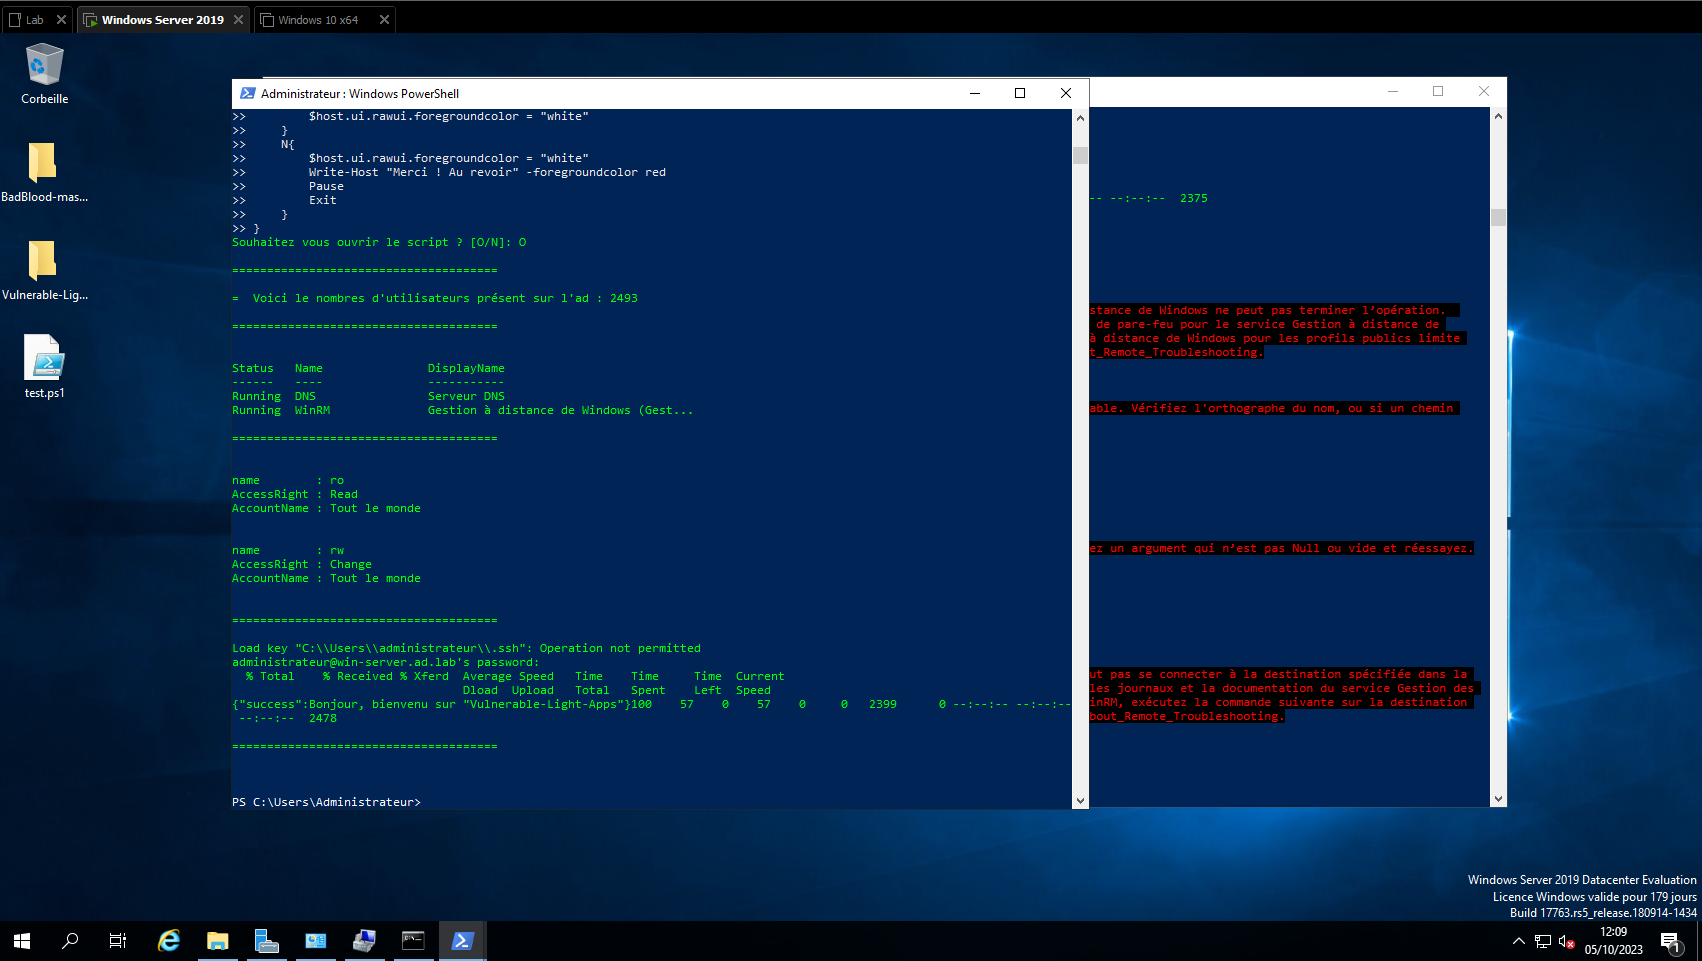 Lab
Windows Server 2019
Windows 10 x64
Corbeille
BadBlood-mas...
Vulnerable-Lig...
test.ps1
Administrateur : Windows PowerShell
>>         $host.ui.rawui.foregroundcolor = "white"
>>     }
>>     N{
>>         $host.ui.rawui.foregroundcolor = "white"
>>         Write-Host "Merci ! Au revoir" -foregroundcolor red
>>         Pause
>>         Exit
>>     }
>> }
Souhaitez vous ouvrir le script ? [O/N]: O
======================================
=  Voici le nombres d'utilisateurs présent sur l'ad : 2493
======================================
Status   Name               DisplayName
------   ----               -----------
Running  DNS                Serveur DNS
Running  WinRM              Gestion à distance de Windows (Gest...
======================================
name        : ro
AccessRight : Read
AccountName : Tout le monde
name        : rw
AccessRight : Change
AccountName : Tout le monde
======================================
Load key "C:\\Users\\administrateur\\.ssh": Operation not permitted
administrateur@win-server.ad.lab's password:
  % Total    % Received % Xferd  Average Speed   Time    Time     Time  Current
                                 Dload  Upload   Total   Spent    Left  Speed
{"success":Bonjour, bienvenu sur "Vulnerable-Light-Apps"}100    57    0    57    0    0   2399      0 --:--:-- --:--:--
 --:--:--  2478
======================================
PS C:\Users\Administrateur>
-- --:--:--  2375
stance de Windows ne peut pas terminer l'opération.
 de pare-feu pour le service Gestion à distance de
à distance de Windows pour les profils publics limite
t_Remote_Troubleshooting.
able. Vérifiez l'orthographe du nom, ou si un chemin
ez un argument qui n'est pas Null ou vide et réessayez.
ut pas se connecter à la destination spécifiée dans la
les journaux et la documentation du service Gestion des
inRM, exécutez la commande suivante sur la destination
bout_Remote_Troubleshooting.
Windows Server 2019 Datacenter Evaluation
Licence Windows valide pour 179 jours
Build 17763.rs5_release.180914-1434
12:09
05/10/2023
1